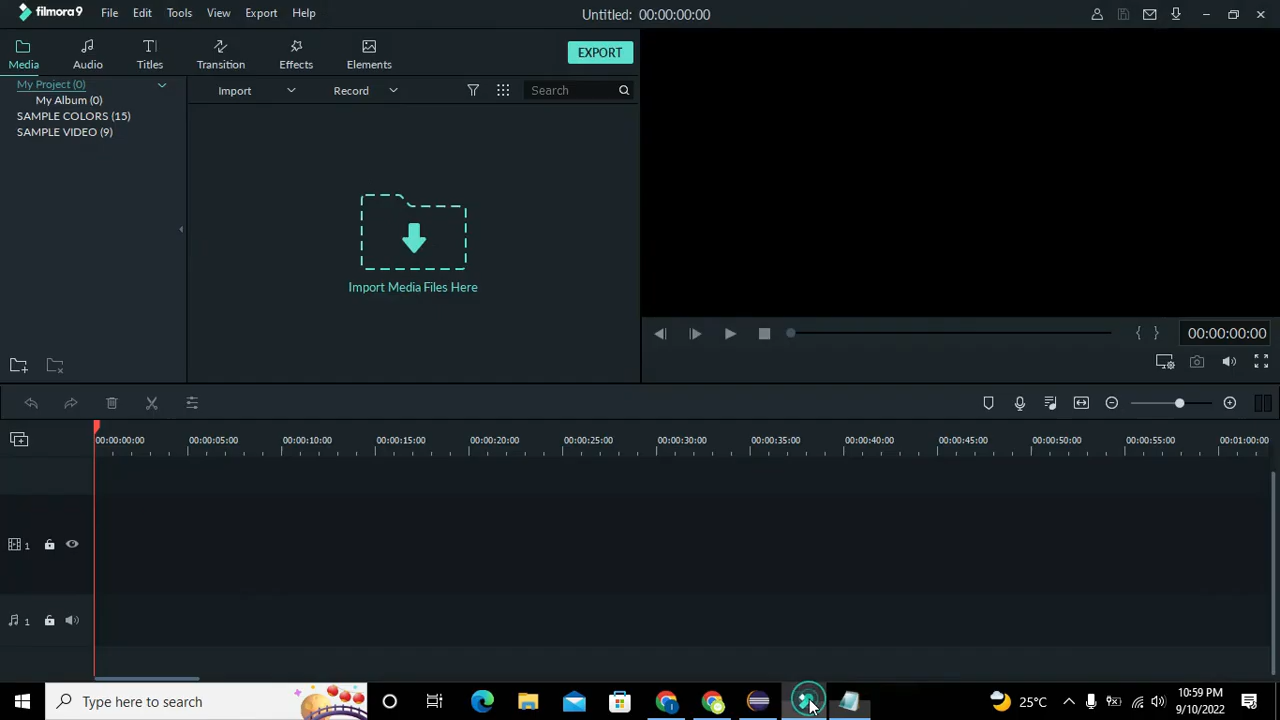 filmora9 File Edit Tools View Export Help Untitled: 00:00:00:00
Media Audio Titles Transition Effects Elements EXPORT
My Project (0) Import Record Search
My Album (0)
SAMPLE COLORS (15)
SAMPLE VIDEO (9)
Import Media Files Here
00:00:00:00
00:00:00:00 00:00:05:00 00:00:10:00 00:00:15:00 00:00:20:00 00:00:25:00 00:00:30:00 00:00:35:00 00:00:40:00 00:00:45:00 00:00:50:00 00:00:55:00 00:01:00:00
1
1
Type here to search 25°C 10:59 PM
9/10/2022